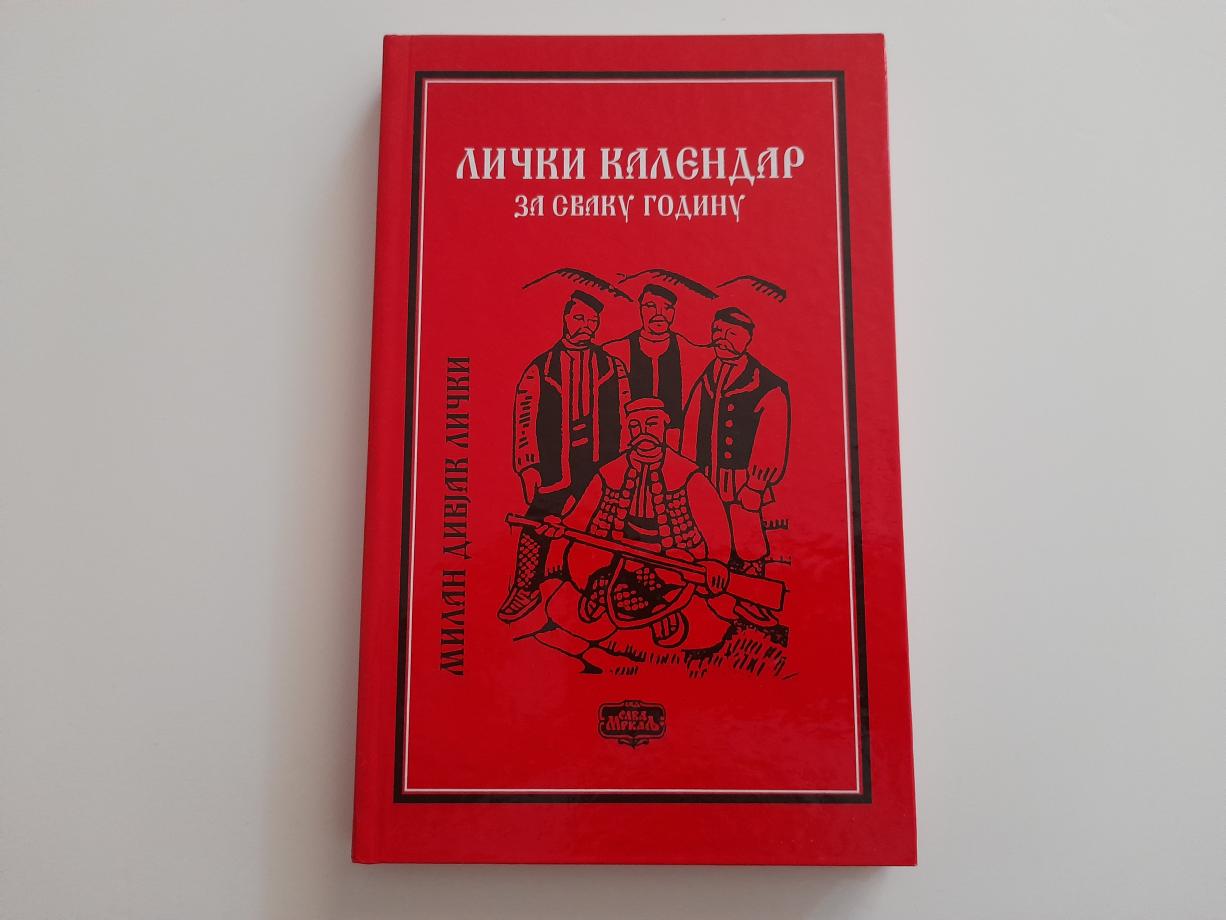 ЛИЧКИ КАЛЕНДАР
ЗА СВАКУ ГОДИНУ
МИЛАН ДИВЈАК ЛИЧКИ
САВА
МРКАЉ